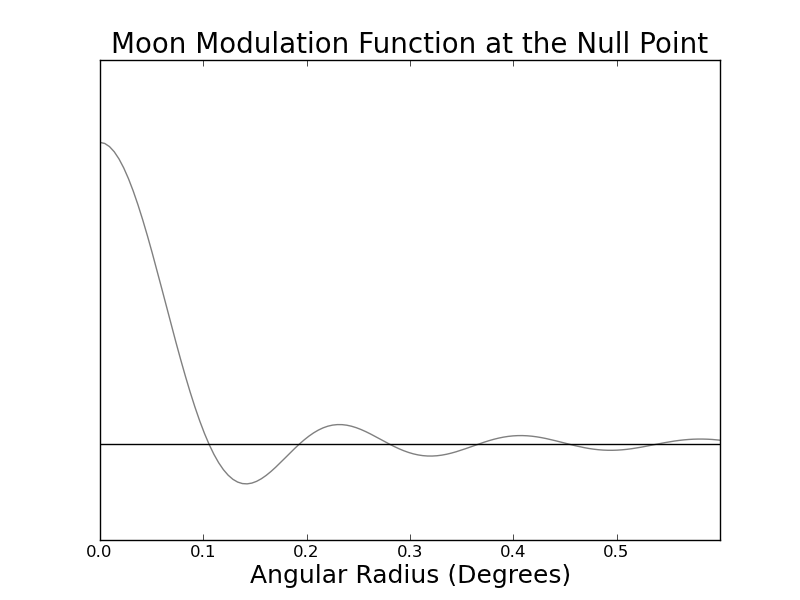 Moon Modulation Function at the Null Point
0.0 0.1 0.2 0.3 0.4 0.5
Angular Radius (Degrees)